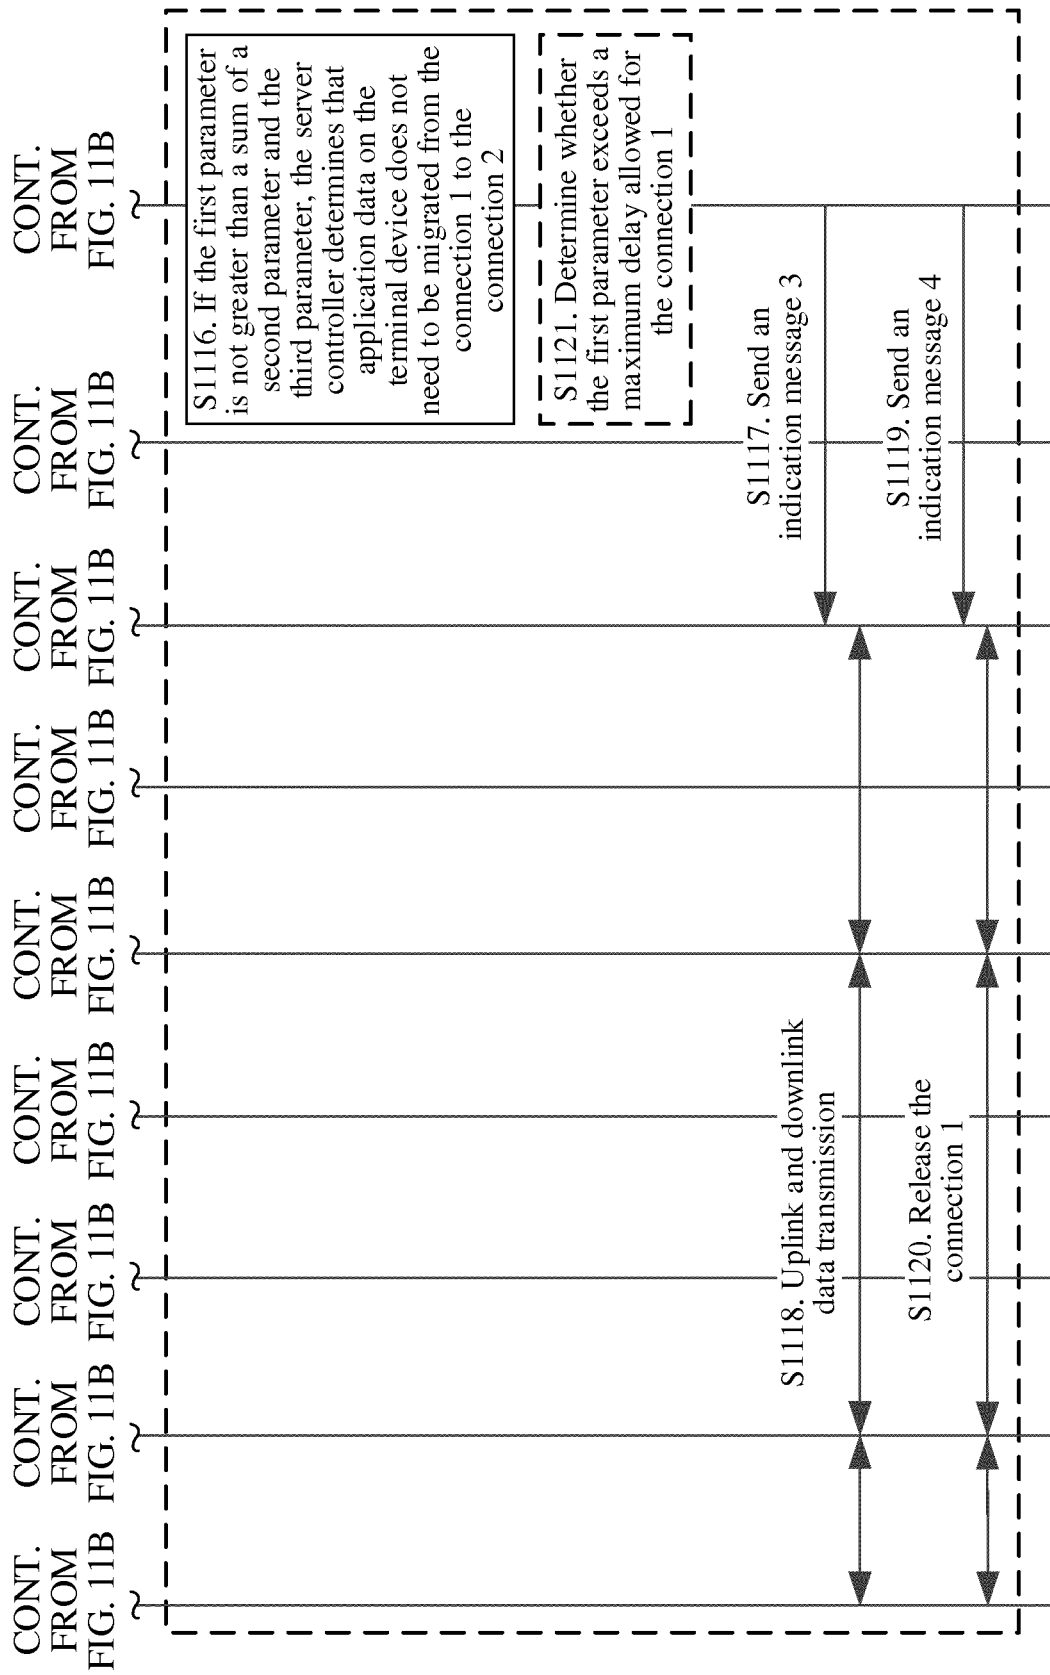 CONT.
FROM
FIG. 11B
CONT.
FROM
FIG. 11B
CONT.
FROM
FIG. 11B
CONT.
FROM
FIG. 11B
CONT.
FROM
FIG. 11B
CONT.
FROM
FIG. 11B
CONT.
FROM
FIG. 11B
CONT.
FROM
FIG. 11B
CONT.
FROM
FIG. 11B
S1116. If the first parameter
is not greater than a sum of a
second parameter and the
third parameter, the server
controller determines that
application data on the
terminal device does not
need to be migrated from the
connection 1 to the
connection 2
S1121. Determine whether
the first parameter exceeds a
maximum delay allowed for
the connection 1
S1117. Send an
indication message 3
S1118. Uplink and downlink
data transmission
S1119. Send an
indication message 4
S1120. Release the
connection 1